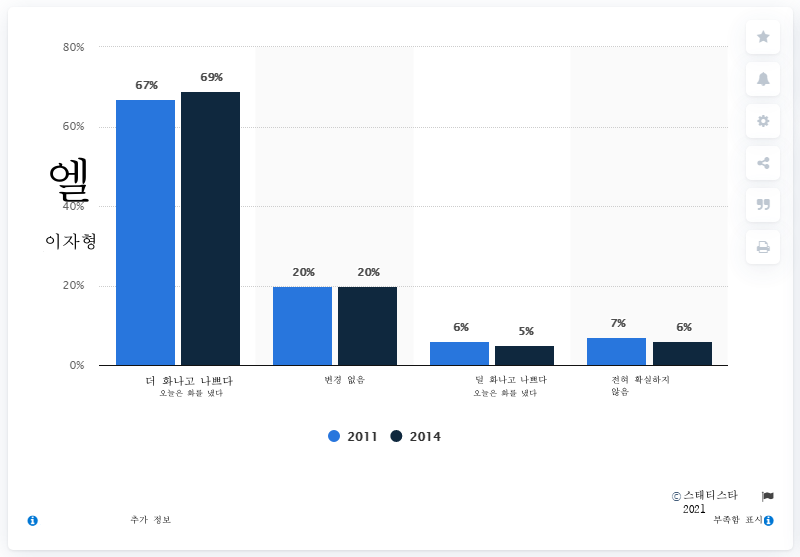 80%
67%
69%
60%
엘
40%
이자형
20%
20%
20%
6%
5%
7%
6%
0%
더 화나고 나쁘다
오늘은 화를 냈다
변경 없음
덜 화나고 나쁘다
오늘은 화를 냈다
전혀 확실하지
않음
2011
2014
© 스태티스타
2021
추가 정보
부족함 표시